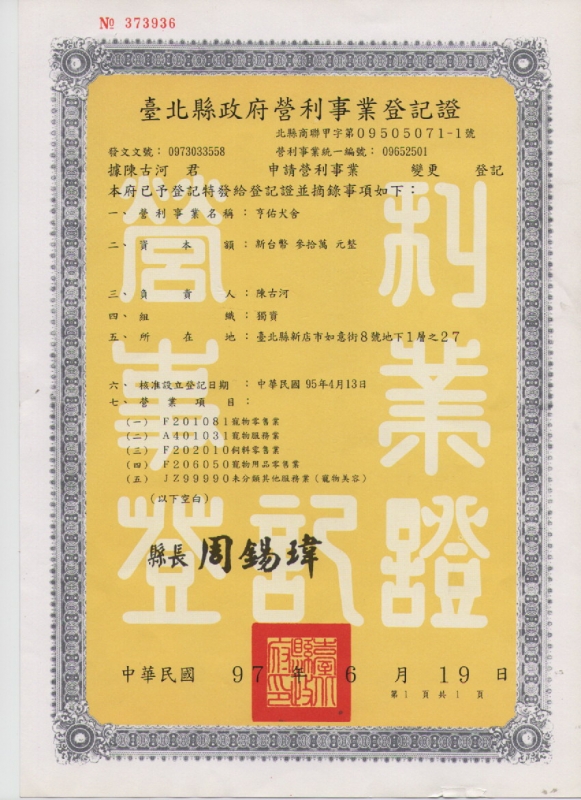 № 373936
臺北縣政府營利事業登記證
北縣商聯甲字第09505071-1號
發文文號： 0973033558 營利事業統一編號： 09652501
據陳古河 君 申請營利事業 變更 登記
本府已予登記特發給登記證並摘錄事項如下：
一、營利事業名稱 ：亨佑犬舍
二、資本額 ：新台幣 參拾萬 元整
三、負責人 ：陳古河
四、組織 ：獨資
五、所在地 ：臺北縣新店市如意街8號地下1層之27
六、核准設立登記日期 ：中華民國 95年4月13日
七、營業項目：
(一) F201081寵物零售業
(二) A401031寵物服務業
(三) F202010飼料零售業
(四) F206050寵物用品零售業
(五) JZ99990未分類其他服務業（寵物美容）
(以下空白)
營利事業登記證
縣長 周錫瑋
臺北縣政府印
中華民國 97 年 6 月 19 日
第 1 頁共 1 頁